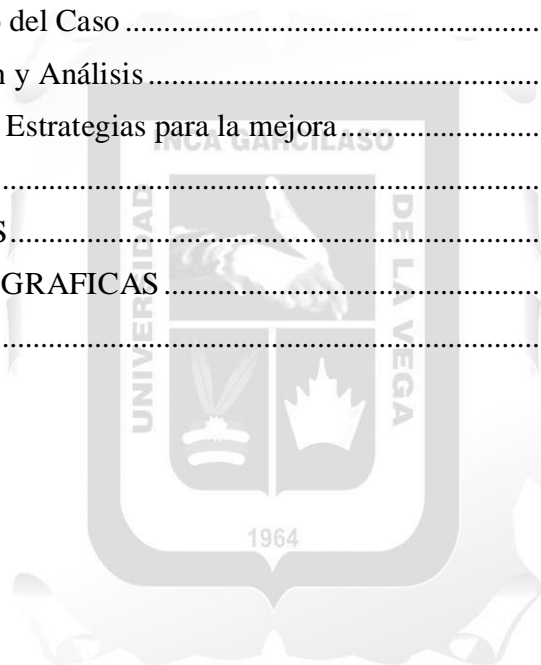 del Caso ................................................
y Análisis ................................................
Estrategias para la mejora ................................
INCA GARCILASO
................................................
UNIVERSIDAD
DE LA VEGA
S................................................
GRAFICAS ................................................
................................................
1964